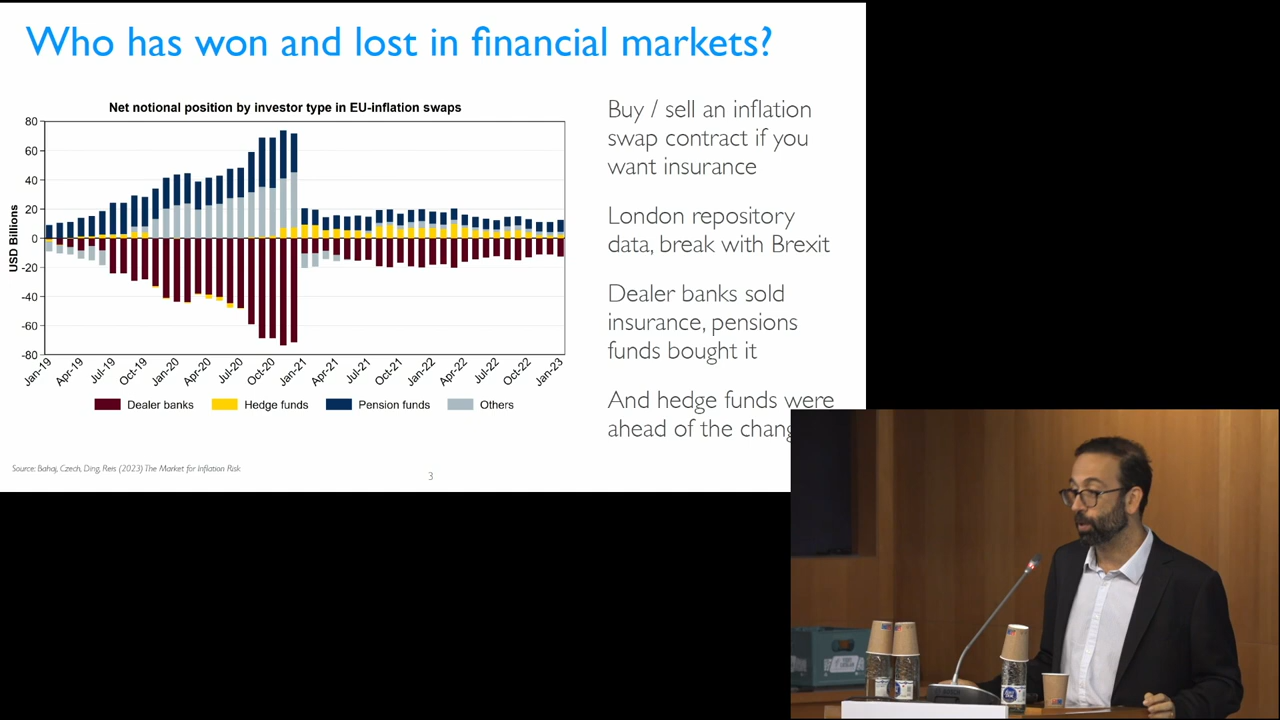 Who has won and lost in financial markets?
Net notional position by investor type in EU-inflation swaps
80
60
40
20
0
-20
-40
-60
-80
USD Billions
Jan-19
Apr-19
Jul-19
Oct-19
Jan-20
Apr-20
Jul-20
Oct-20
Jan-21
Apr-21
Jul-21
Oct-21
Jan-22
Apr-22
Jul-22
Oct-22
Jan-23
Dealer banks
Hedge funds
Pension funds
Others
Buy / sell an inflation
swap contract if you
want insurance
London repository
data, break with Brexit
Dealer banks sold
insurance, pensions
funds bought it
And hedge funds were
ahead of the
Source: Bahaj, Czech, Ding, Reis (2023) The Market for Inflation Risk
3